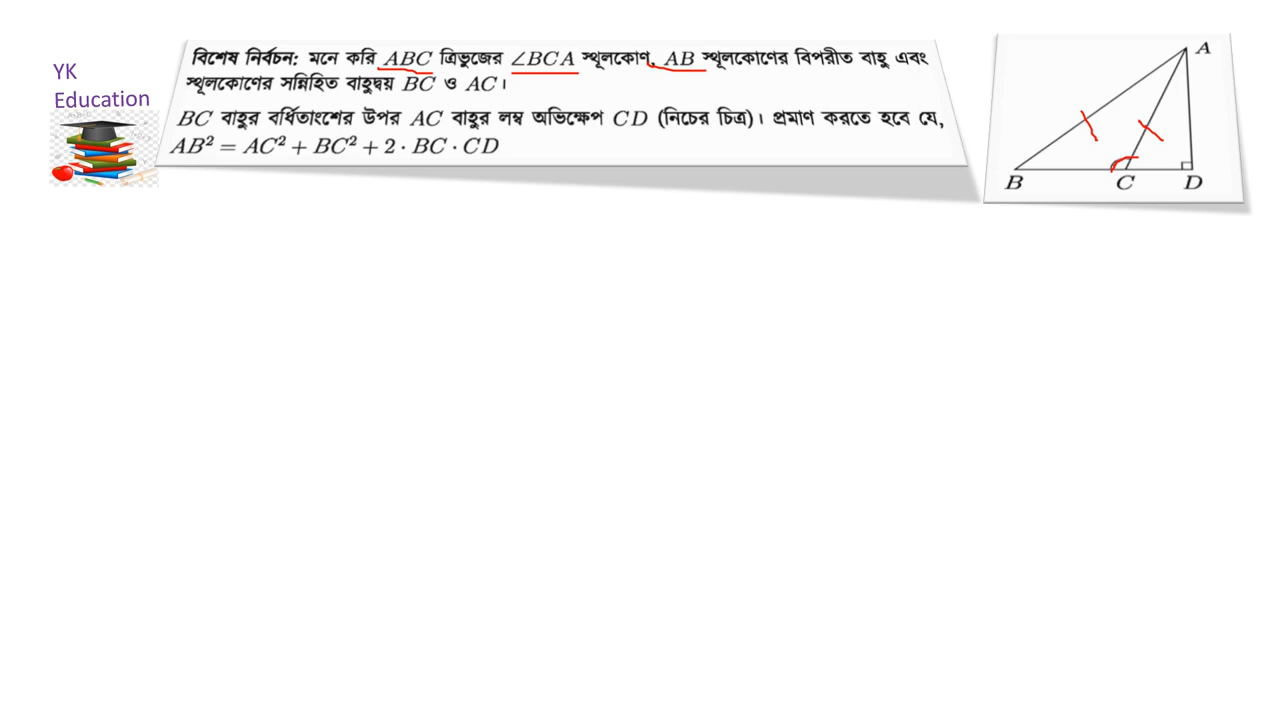 YK
Education
বিশেষ নির্বচন: মনে করি ABC ত্রিভুজের ∠BCA স্থূলকোণ, AB স্থূলকোণের বিপরীত বাহু এবং
স্থূলকোণের সন্নিহিত বাহুদ্বয় BC ও AC।
BC বাহুর বর্ধিতাংশের উপর AC বাহুর লম্ব অভিক্ষেপ CD (নিচের চিত্র)। প্রমাণ করতে হবে যে,
AB² = AC² + BC² + 2 · BC · CD
A
B C D